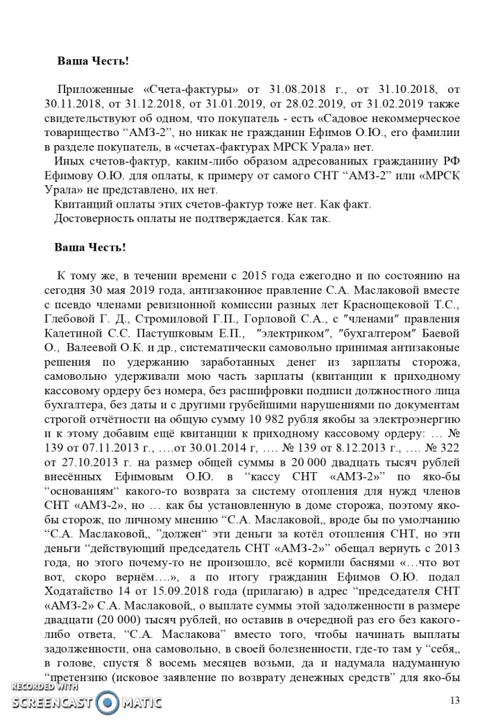 Ваша Честь!
Приложенные «Счета-фактуры» от 31.08.2018 г., от 31.10.2018, от
30.11.2018, от 31.12.2018, от 31.01.2019, от 28.02.2019, от 31.02.2019 также
свидетельствуют об одном, что покупатель - есть «Садовое некоммерческое
товарищество “АМЗ-2”, но никак не гражданин Ефимов О.Ю., его фамилии
в разделе покупатель, в «счетах-фактурах МРСК Урала» нет.
Иных счетов-фактур, каким-либо образом адресованных гражданину РФ
Ефимову О.Ю. для оплаты, к примеру от самого СНТ “АМЗ-2” или «МРСК
Урала» не представлено, их нет.
Квитанций оплаты этих счетов-фактур тоже нет. Как факт.
Достоверность оплаты не подтверждается. Как так.
Ваша Честь!
К тому же, в течении времени с 2015 года ежегодно и по состоянию на
сегодня 30 мая 2019 года, антизаконное правление С.А. Маслаковой вместе
с псевдо членами ревизионной комиссии разных лет Краснощековой Т.С.,
Глебовой Г. Д., Стромиловой Г.П., Горловой С.А., с "членами" правления
Калетиной С.С. Пастушковым Е.П., "электриком", "бухгалтером" Баевой
О., Валеевой О.К. и др., систематически самовольно принимая антизаконые
решения по удержанию заработанных денег из зарплаты сторожа,
самовольно удерживали мою часть зарплаты (квитанции к приходному
кассовому ордеру без номера, без расшифровки подписи должностного лица
бухгалтера, без даты и с другими грубейшими нарушениями по документам
строгой отчётности на общую сумму 10 982 рубля якобы за электроэнергию
и к этому добавим ещё квитанции к приходному кассовому ордеру: … №
139 от 07.11.2013 г., ….от 30.01.2014 г, …. № 139 от 8.12.2013 г., …. № 322
от 27.10.2013 г. на размер общей суммы в 20 000 двадцать тысяч рублей
внесённых Ефимовым О.Ю. в “кассу СНТ «АМЗ-2»” по яко-бы
“основаниям“ какого-то возврата за систему отопления для нужд членов
СНТ «АМЗ-2», но … как бы установленную в доме сторожа, поэтому яко-
бы сторож, по личному мнению “С.А. Маслаковой„, вроде бы по умолчанию
“С.А. Маслаковой„ ”должен“ эти деньги за котёл отопления СНТ, но эти
деньги “действующий председатель СНТ «АМЗ-2»” обещал вернуть с 2013
года, но этого почему-то не произошло, всё кормили баснями «…что вот
вот, скоро вернём….», а по итогу гражданин Ефимов О.Ю. подал
Ходатайство 14 от 15.09.2018 года (прилагаю) в адрес “председателя СНТ
«АМЗ-2» С.А. Маслаковой„ о выплате суммы этой задолженности в размере
двадцати (20 000) тысяч рублей, но оставив в очередной раз его без какого-
либо ответа, “С.А. Маслакова” вместо того, чтобы начинать выплаты
задолженности, она самовольно, в своей болезненности, где-то там у “себя„
в голове, спустя 8 восемь месяцев возьми, да и надумала надуманную
“претензию (исковое заявление по возврату денежных средств” для яко-бы
13
RECORDED WITH
SCREENCAST MATIC